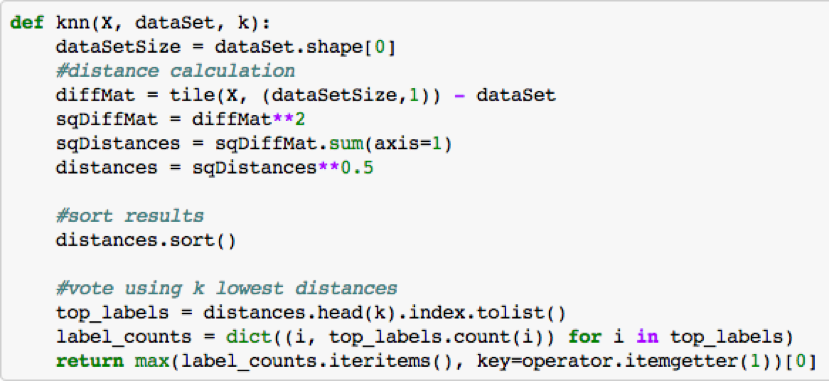 def knn(X, dataSet, k):
    dataSetSize = dataSet.shape[0]
    #distance calculation
    diffMat = tile(X, (dataSetSize,1)) - dataSet
    sqDiffMat = diffMat**2
    sqDistances = sqDiffMat.sum(axis=1)
    distances = sqDistances**0.5

    #sort results
    distances.sort()

    #vote using k lowest distances
    top_labels = distances.head(k).index.tolist()
    label_counts = dict((i, top_labels.count(i)) for i in top_labels)
    return max(label_counts.iteritems(), key=operator.itemgetter(1))[0]